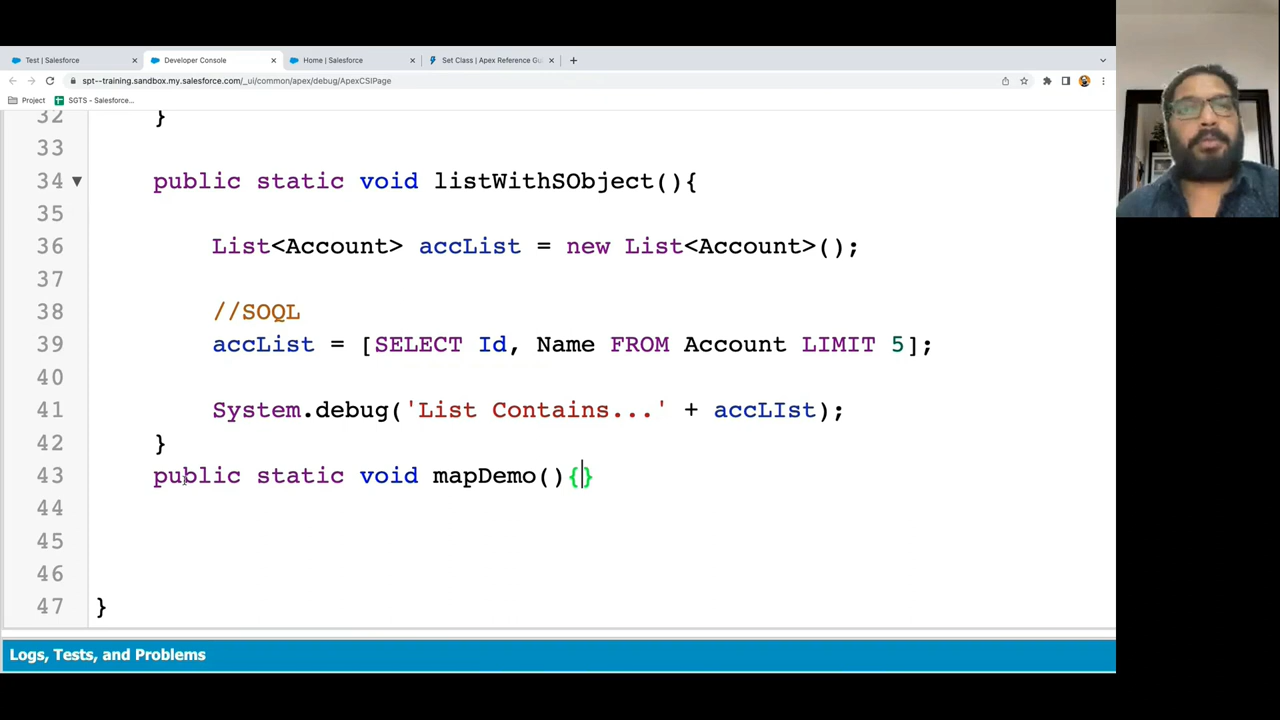 Test | Salesforce
Developer Console
Home | Salesforce
Set Class | Apex Reference Gu
spt--training.sandbox.my.salesforce.com/_ui/common/apex/debug/ApexCSIPage
Project
SGTS - Salesforce...
32 }
33
34 public static void listWithSObject(){
35
36 List<Account> accList = new List<Account>();
37
38 //SOQL
39 accList = [SELECT Id, Name FROM Account LIMIT 5];
40
41 System.debug('List Contains...' + accLIst);
42 }
43 public static void mapDemo(){}
44
45
46
47 }
Logs, Tests, and Problems